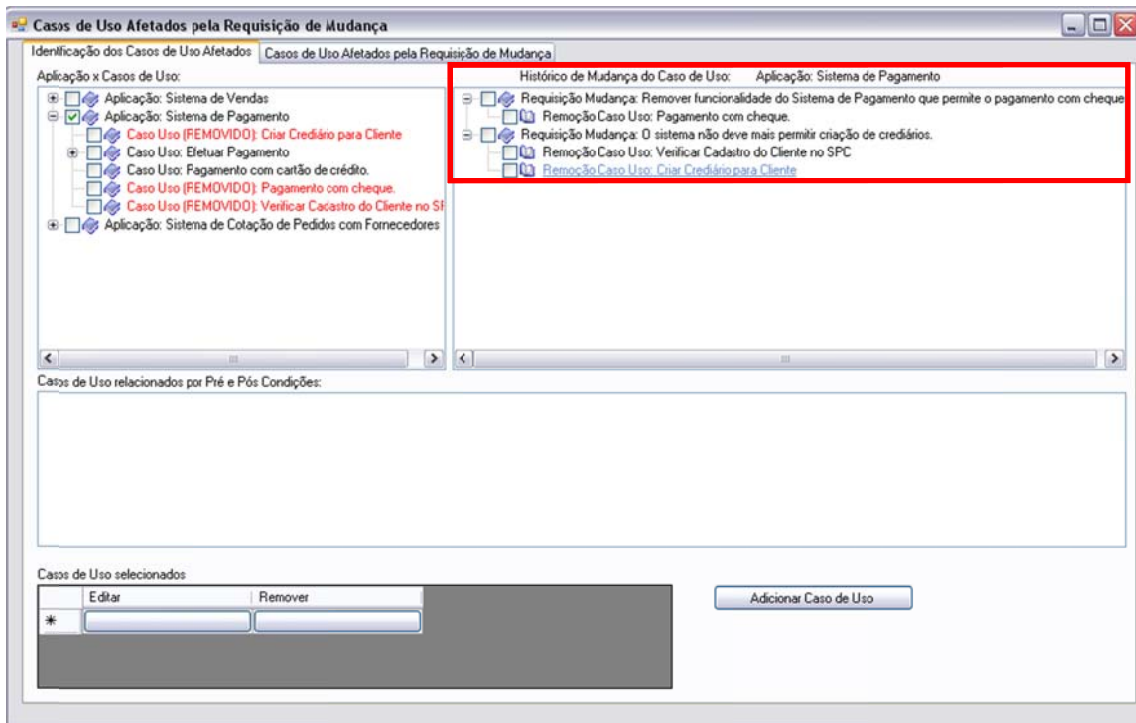 Casos de Uso Afetados pela Requisição de Mudança
Identificação dos Casos de Uso Afetados Casos de Uso Afetados pela Requisição de Mudança
Aplicação x Casos de Uso:
Aplicação: Sistema de Vendas
Aplicação: Sistema de Pagamento
Caso Uso (REMOVIDO): Criar Crediário para Cliente
Caso Uso: Efetuar Pagamento
Caso Uso: Pagamento com cartão de crédito.
Caso Uso (REMOVIDO): Pagamento com cheque.
Caso Uso (REMOVIDO): Verificar Cadastro do Cliente no SP
Aplicação: Sistema de Cotação de Pedidos com Fornecedores
Histórico de Mudança do Caso de Uso: Aplicação: Sistema de Pagamento
Requisição Mudança: Remover funcionalidade do Sistema de Pagamento que permite o pagamento com cheque
Remoção Caso Uso: Pagamento com cheque.
Requisição Mudança: O sistema não deve mais permitir criação de crediários.
Remoção Caso Uso: Verificar Cadastro do Cliente no SPC
Remoção Caso Uso: Criar Crediário para Cliente
Casos de Uso relacionados por Pré e Pós Condições:
Casos de Uso selecionados
Editar Remover
Adicionar Caso de Uso